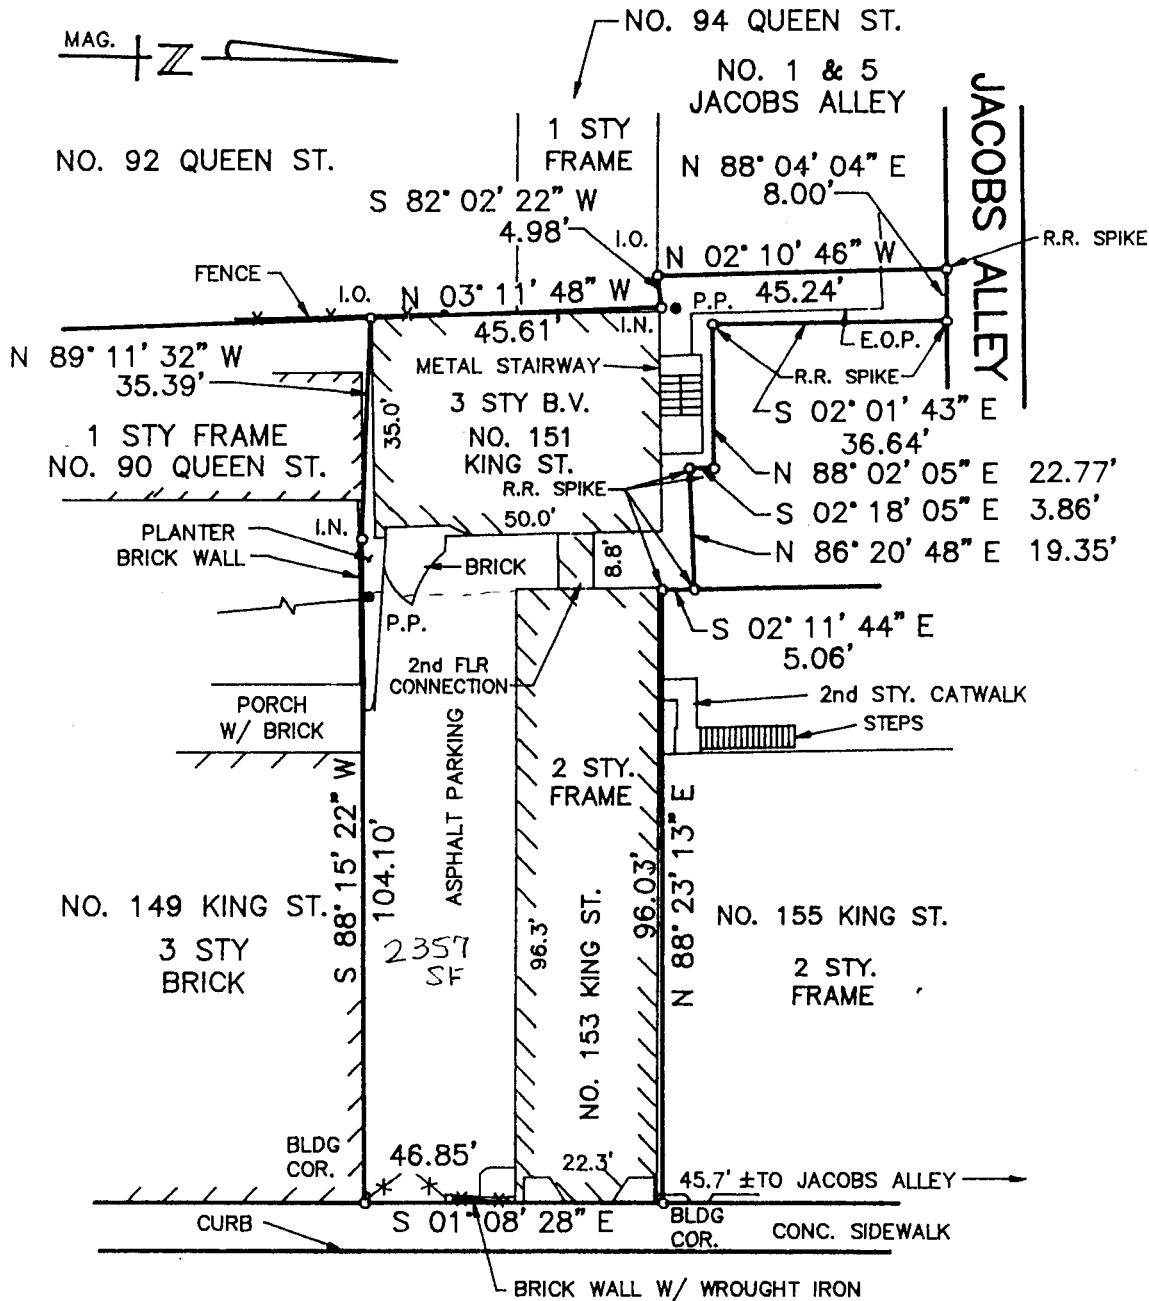 NO. 94 QUEEN ST.
MAG.
N
NO. 1 & 5
JACOBS ALLEY
JACOBS ALLEY
1 STY
FRAME
NO. 92 QUEEN ST.
N 88° 04' 04" E
8.00'
S 82° 02' 22" W
4.98'
I.O.
R.R. SPIKE
N 02° 10' 46" W
45.24'
FENCE
I.O.
N 03° 11' 48" W
45.61'
I.N.
P.P.
E.O.P.
N 89° 11' 32" W
35.39'
METAL STAIRWAY
R.R. SPIKE
3 STY B.V.
NO. 151
KING ST.
35.0'
S 02° 01' 43" E
36.64'
1 STY FRAME
NO. 90 QUEEN ST.
N 88° 02' 05" E 22.77'
R.R. SPIKE
50.0'
S 02° 18' 05" E 3.86'
I.N.
PLANTER
BRICK WALL
BRICK
8.8'
N 86° 20' 48" E 19.35'
P.P.
S 02° 11' 44" E
5.06'
2nd FLR
CONNECTION
PORCH
W/ BRICK
2nd STY. CATWALK
STEPS
ASPHALT PARKING
2 STY.
FRAME
S 88° 15' 22" W
104.10'
96.03'
N 88° 23' 13" E
NO. 149 KING ST.
3 STY
BRICK
2357
SF
96.3'
NO. 153 KING ST.
NO. 155 KING ST.
2 STY.
FRAME
BLDG
COR.
46.85'
22.3'
45.7' ± TO JACOBS ALLEY
S 01° 08' 28" E
CURB
BLDG
COR.
CONC. SIDEWALK
BRICK WALL W/ WROUGHT IRON